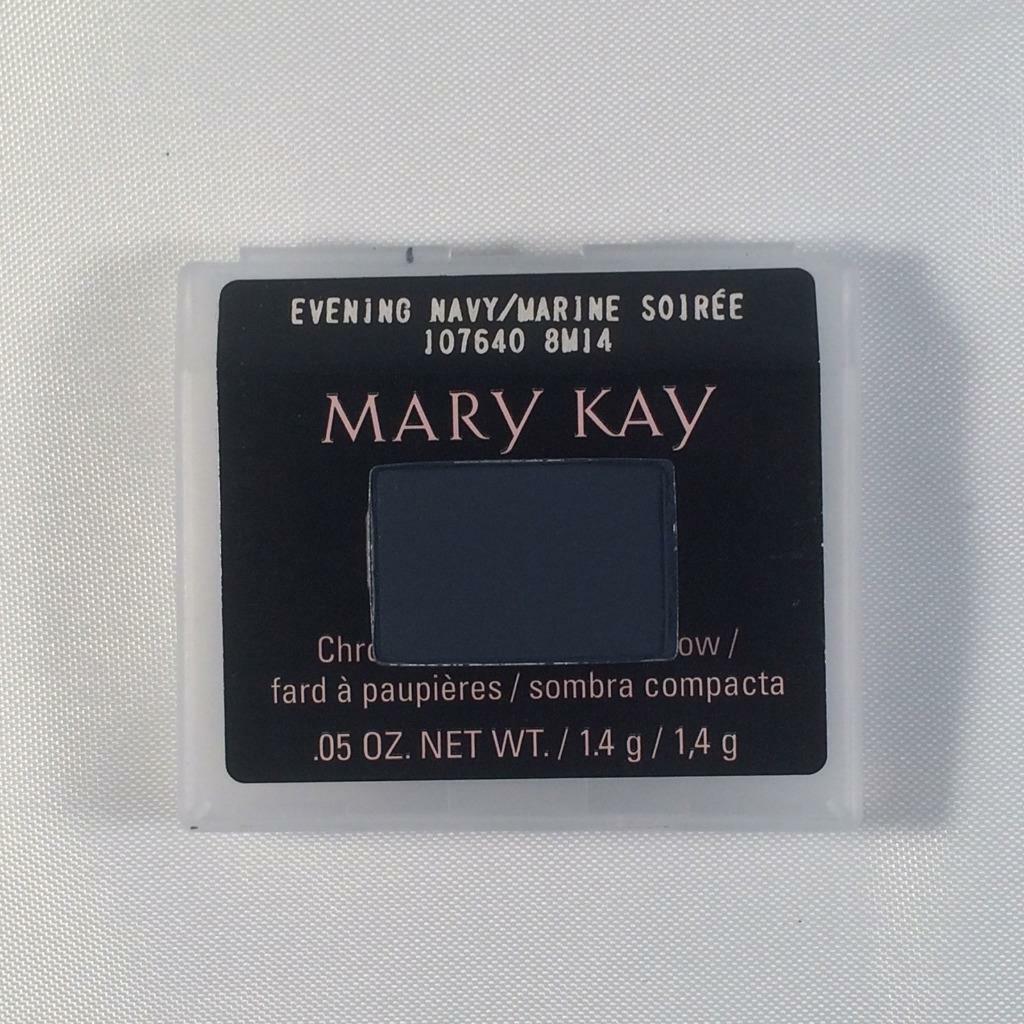 EVENING NAVY/MARINE SOIRÉE
107640 8M14
MARY KAY
/
fard à paupières / sombra compacta
.05 OZ. NET WT. / 1.4 g / 1,4 g